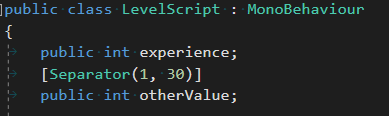 public class LevelScript : MonoBehaviour
{
public int experience;
[Separator(1, 30)]
public int otherValue;